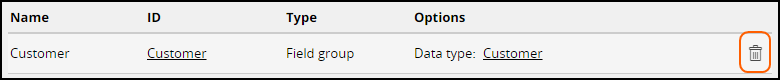 Name ID Type Options
Customer Customer Field group Data type: Customer